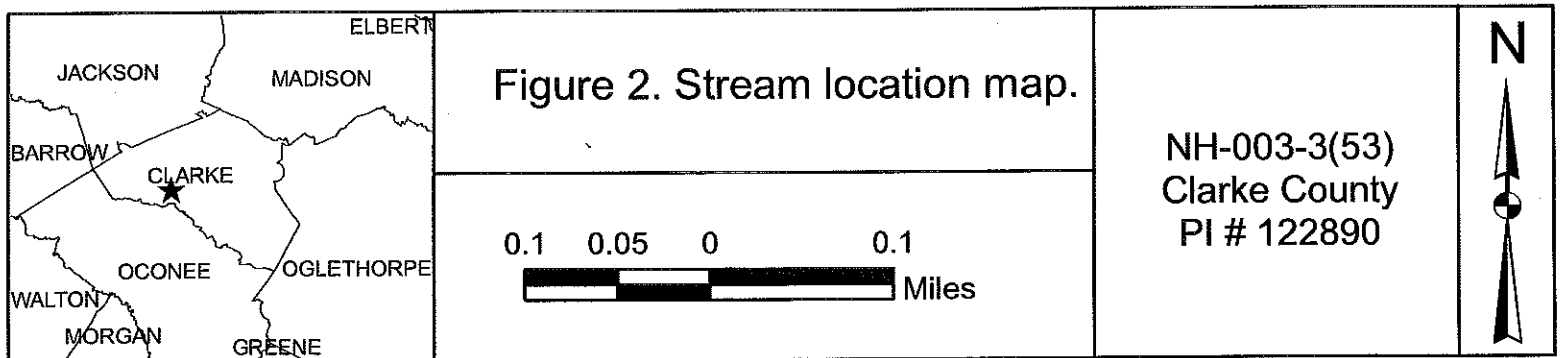 ELBERT
JACKSON
MADISON
BARROW
CLARKE
OCONEE
OGLETHORPE
WALTON
MORGAN
GREENE
Figure 2. Stream location map.
0.1 0.05 0 0.1
Miles
NH-003-3(53)
Clarke County
PI # 122890
N